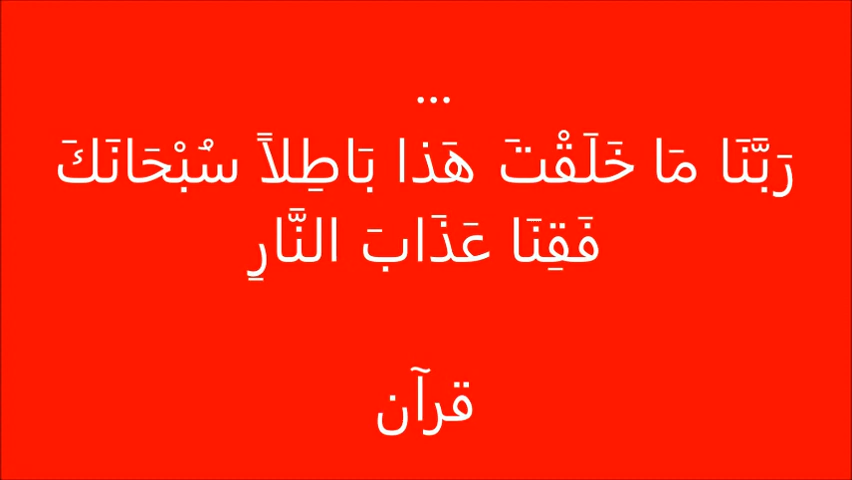 ...
رَبَّنَا مَا خَلَقْتَ هَذا بَاطِلاً سُبْحَانَكَ
فَقِنَا عَذَابَ النَّارِ
قرآن